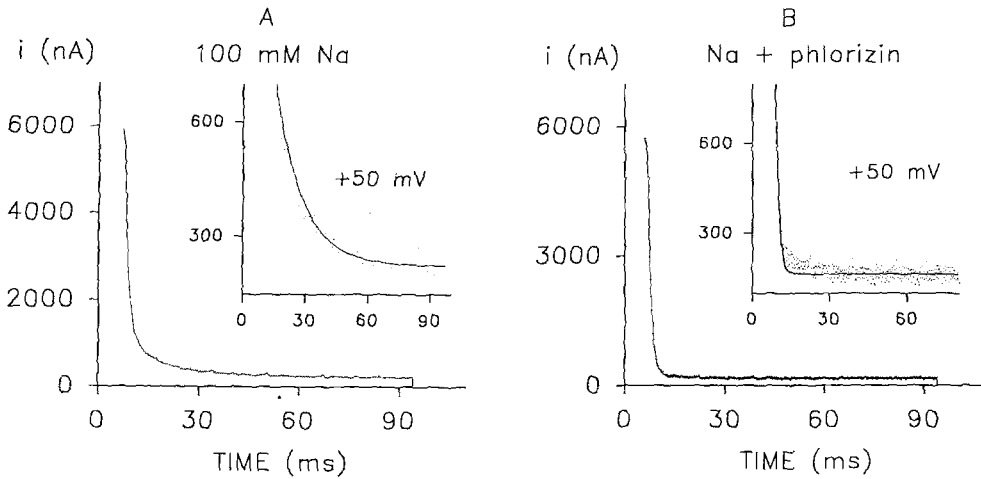 A
i (nA)
100 mM Na
6000
4000
2000
0
600
300
+50 mV
0 30 60 90
0 30 60 90
TIME (ms)
B
i (nA)
Na + phlorizin
6000
3000
0
600
300
+50 mV
0 30 60
0 30 60 90
TIME (ms)